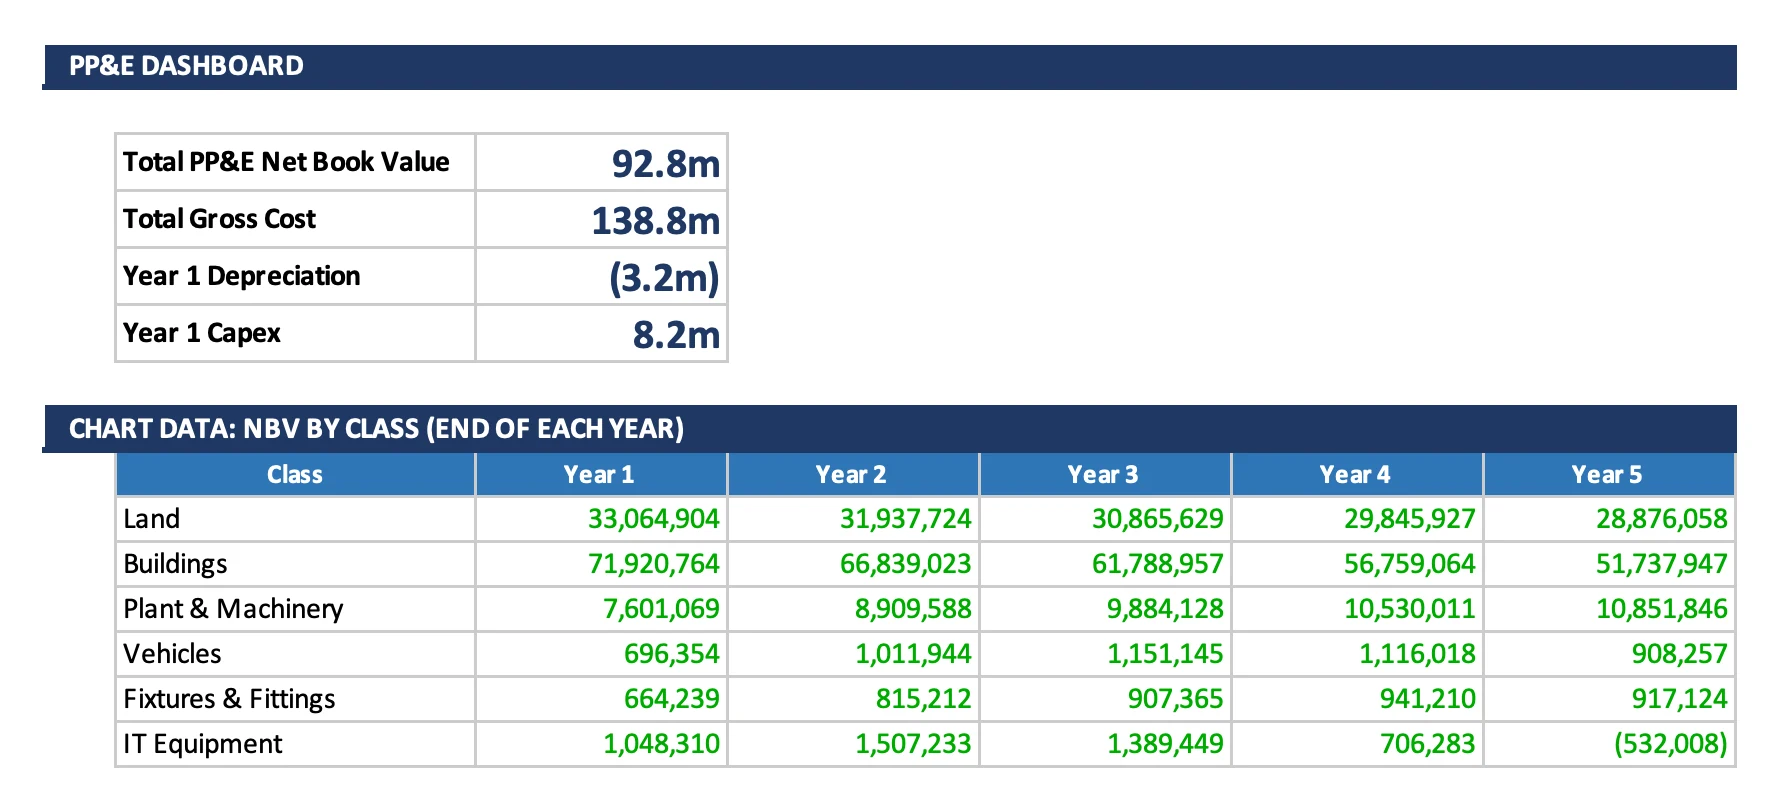 PP&E DASHBOARD
Total PP&E Net Book Value 92.8m
Total Gross Cost 138.8m
Year 1 Depreciation (3.2m)
Year 1 Capex 8.2m
CHART DATA: NBV BY CLASS (END OF EACH YEAR)
Class Year 1 Year 2 Year 3 Year 4 Year 5
Land 33,064,904 31,937,724 30,865,629 29,845,927 28,876,058
Buildings 71,920,764 66,839,023 61,788,957 56,759,064 51,737,947
Plant & Machinery 7,601,069 8,909,588 9,884,128 10,530,011 10,851,846
Vehicles 696,354 1,011,944 1,151,145 1,116,018 908,257
Fixtures & Fittings 664,239 815,212 907,365 941,210 917,124
IT Equipment 1,048,310 1,507,233 1,389,449 706,283 (532,008)